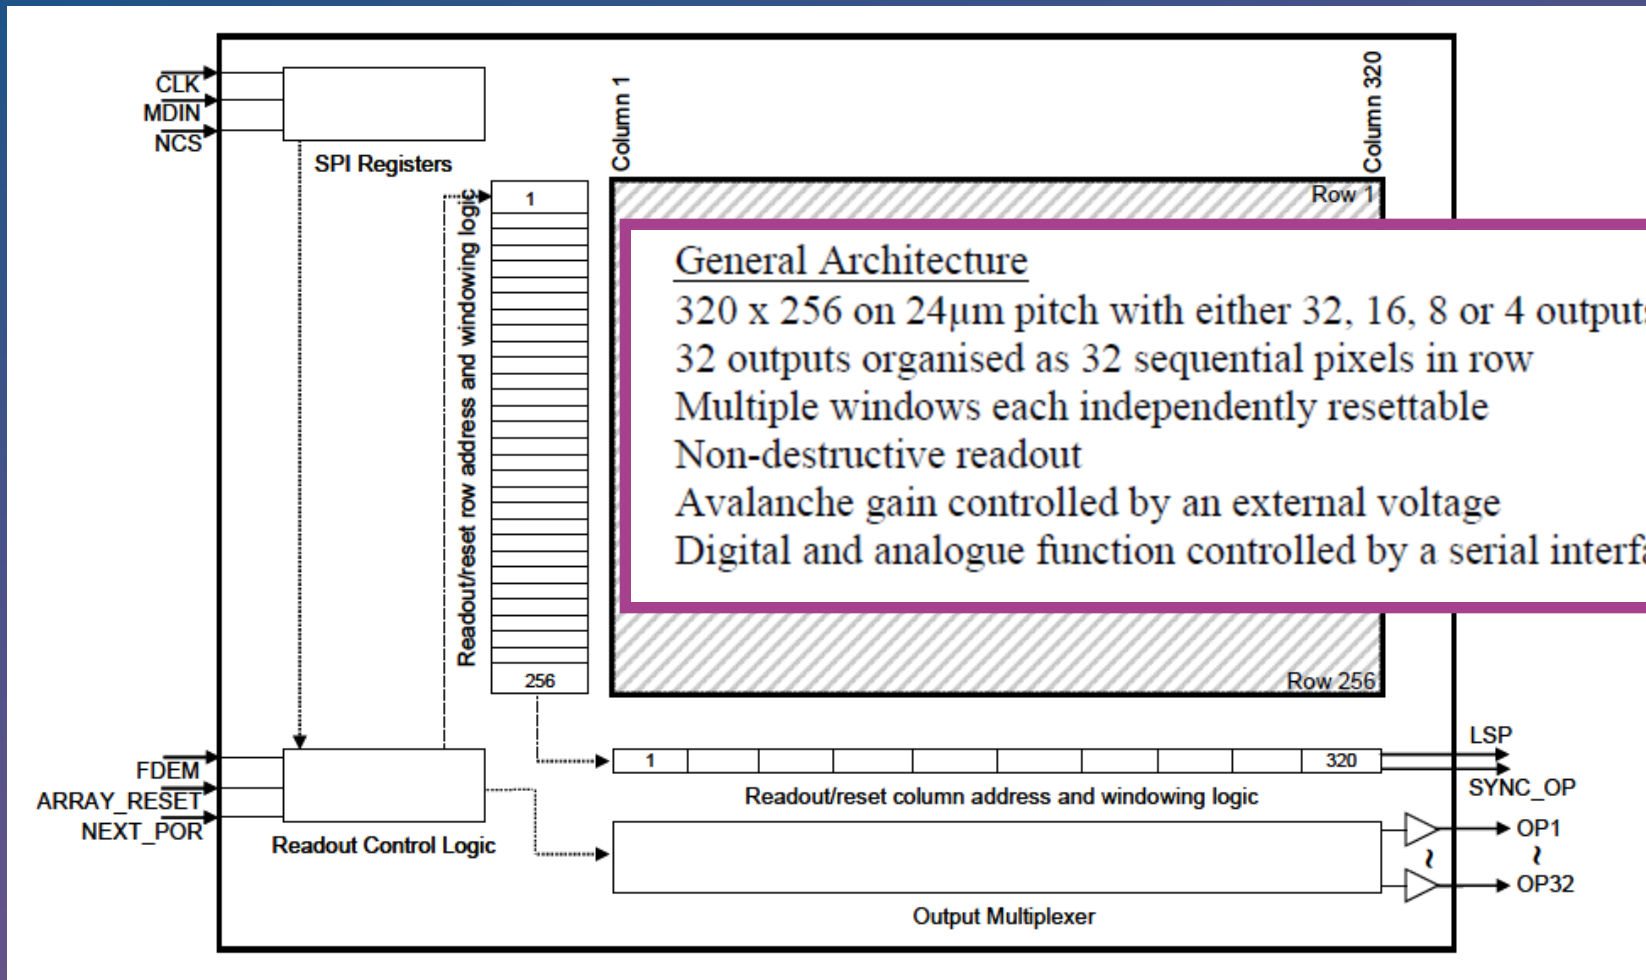 CLK
MDIN
NCS
SPI Registers
Column 1
Column 320
Readout/reset row address and windowing logic
1
256
Row 1
General Architecture
320 x 256 on 24µm pitch with either 32, 16, 8 or 4 outputs
32 outputs organised as 32 sequential pixels in row
Multiple windows each independently resettable
Non-destructive readout
Avalanche gain controlled by an external voltage
Digital and analogue function controlled by a serial
Row 256
FDEM
ARRAY_RESET
NEXT_POR
Readout Control Logic
1
320
Readout/reset column address and windowing logic
LSP
SYNC_OP
OP1
~
~
OP32
Output Multiplexer